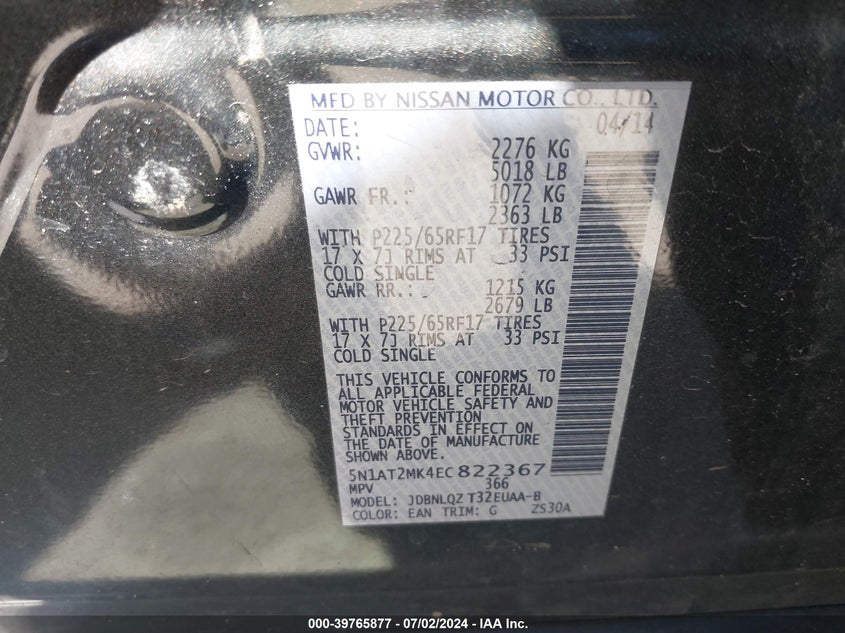 MFD BY NISSAN MOTOR CO., LTD.
DATE: 04/14
GVWR: 2276 KG
5018 LB
GAWR FR.: 1072 KG
2363 LB
WITH P225/65RF17 TIRES
17 X 7J RIMS AT 33 PSI
COLD SINGLE
GAWR RR.: 1215 KG
2679 LB
WITH P225/65RF17 TIRES
17 X 7J RIMS AT 33 PSI
COLD SINGLE
THIS VEHICLE CONFORMS TO
ALL APPLICABLE FEDERAL
MOTOR VEHICLE SAFETY AND
THEFT PREVENTION
STANDARDS IN EFFECT ON
THE DATE OF MANUFACTURE
SHOWN ABOVE.
5N1AT2MK4EC822367
MPV 366
MODEL: JDBNLQZ T32EUAA-B
COLOR: EAN TRIM: G ZS30A
000-39765877 - 07/02/2024 - IAA Inc.